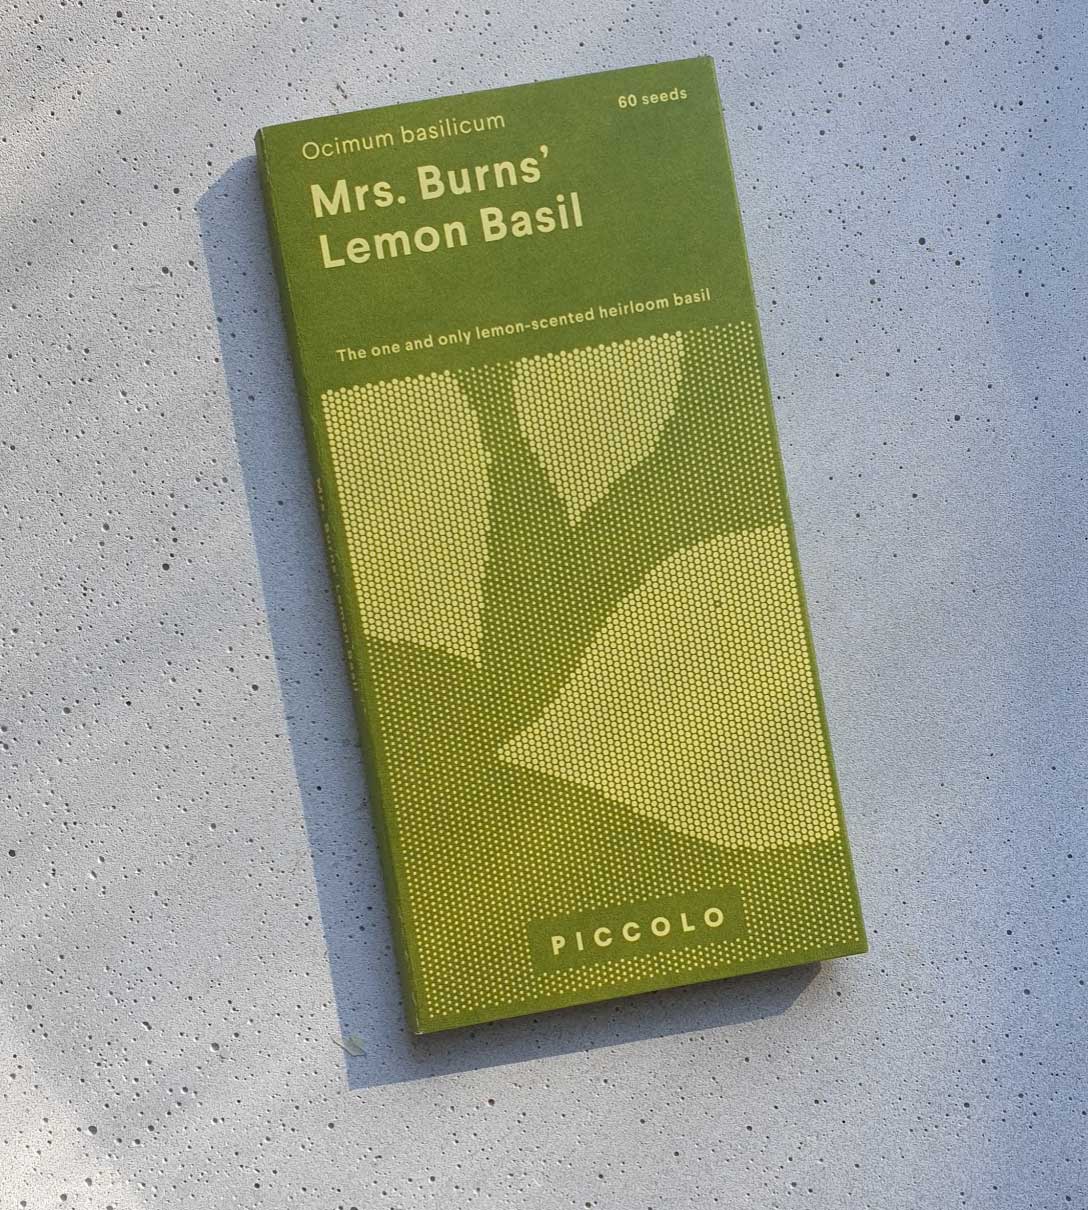 Ocimum basilicum
60 seeds
Mrs. Burns’
Lemon Basil
The one and only lemon-scented heirloom basil
PICCOLO